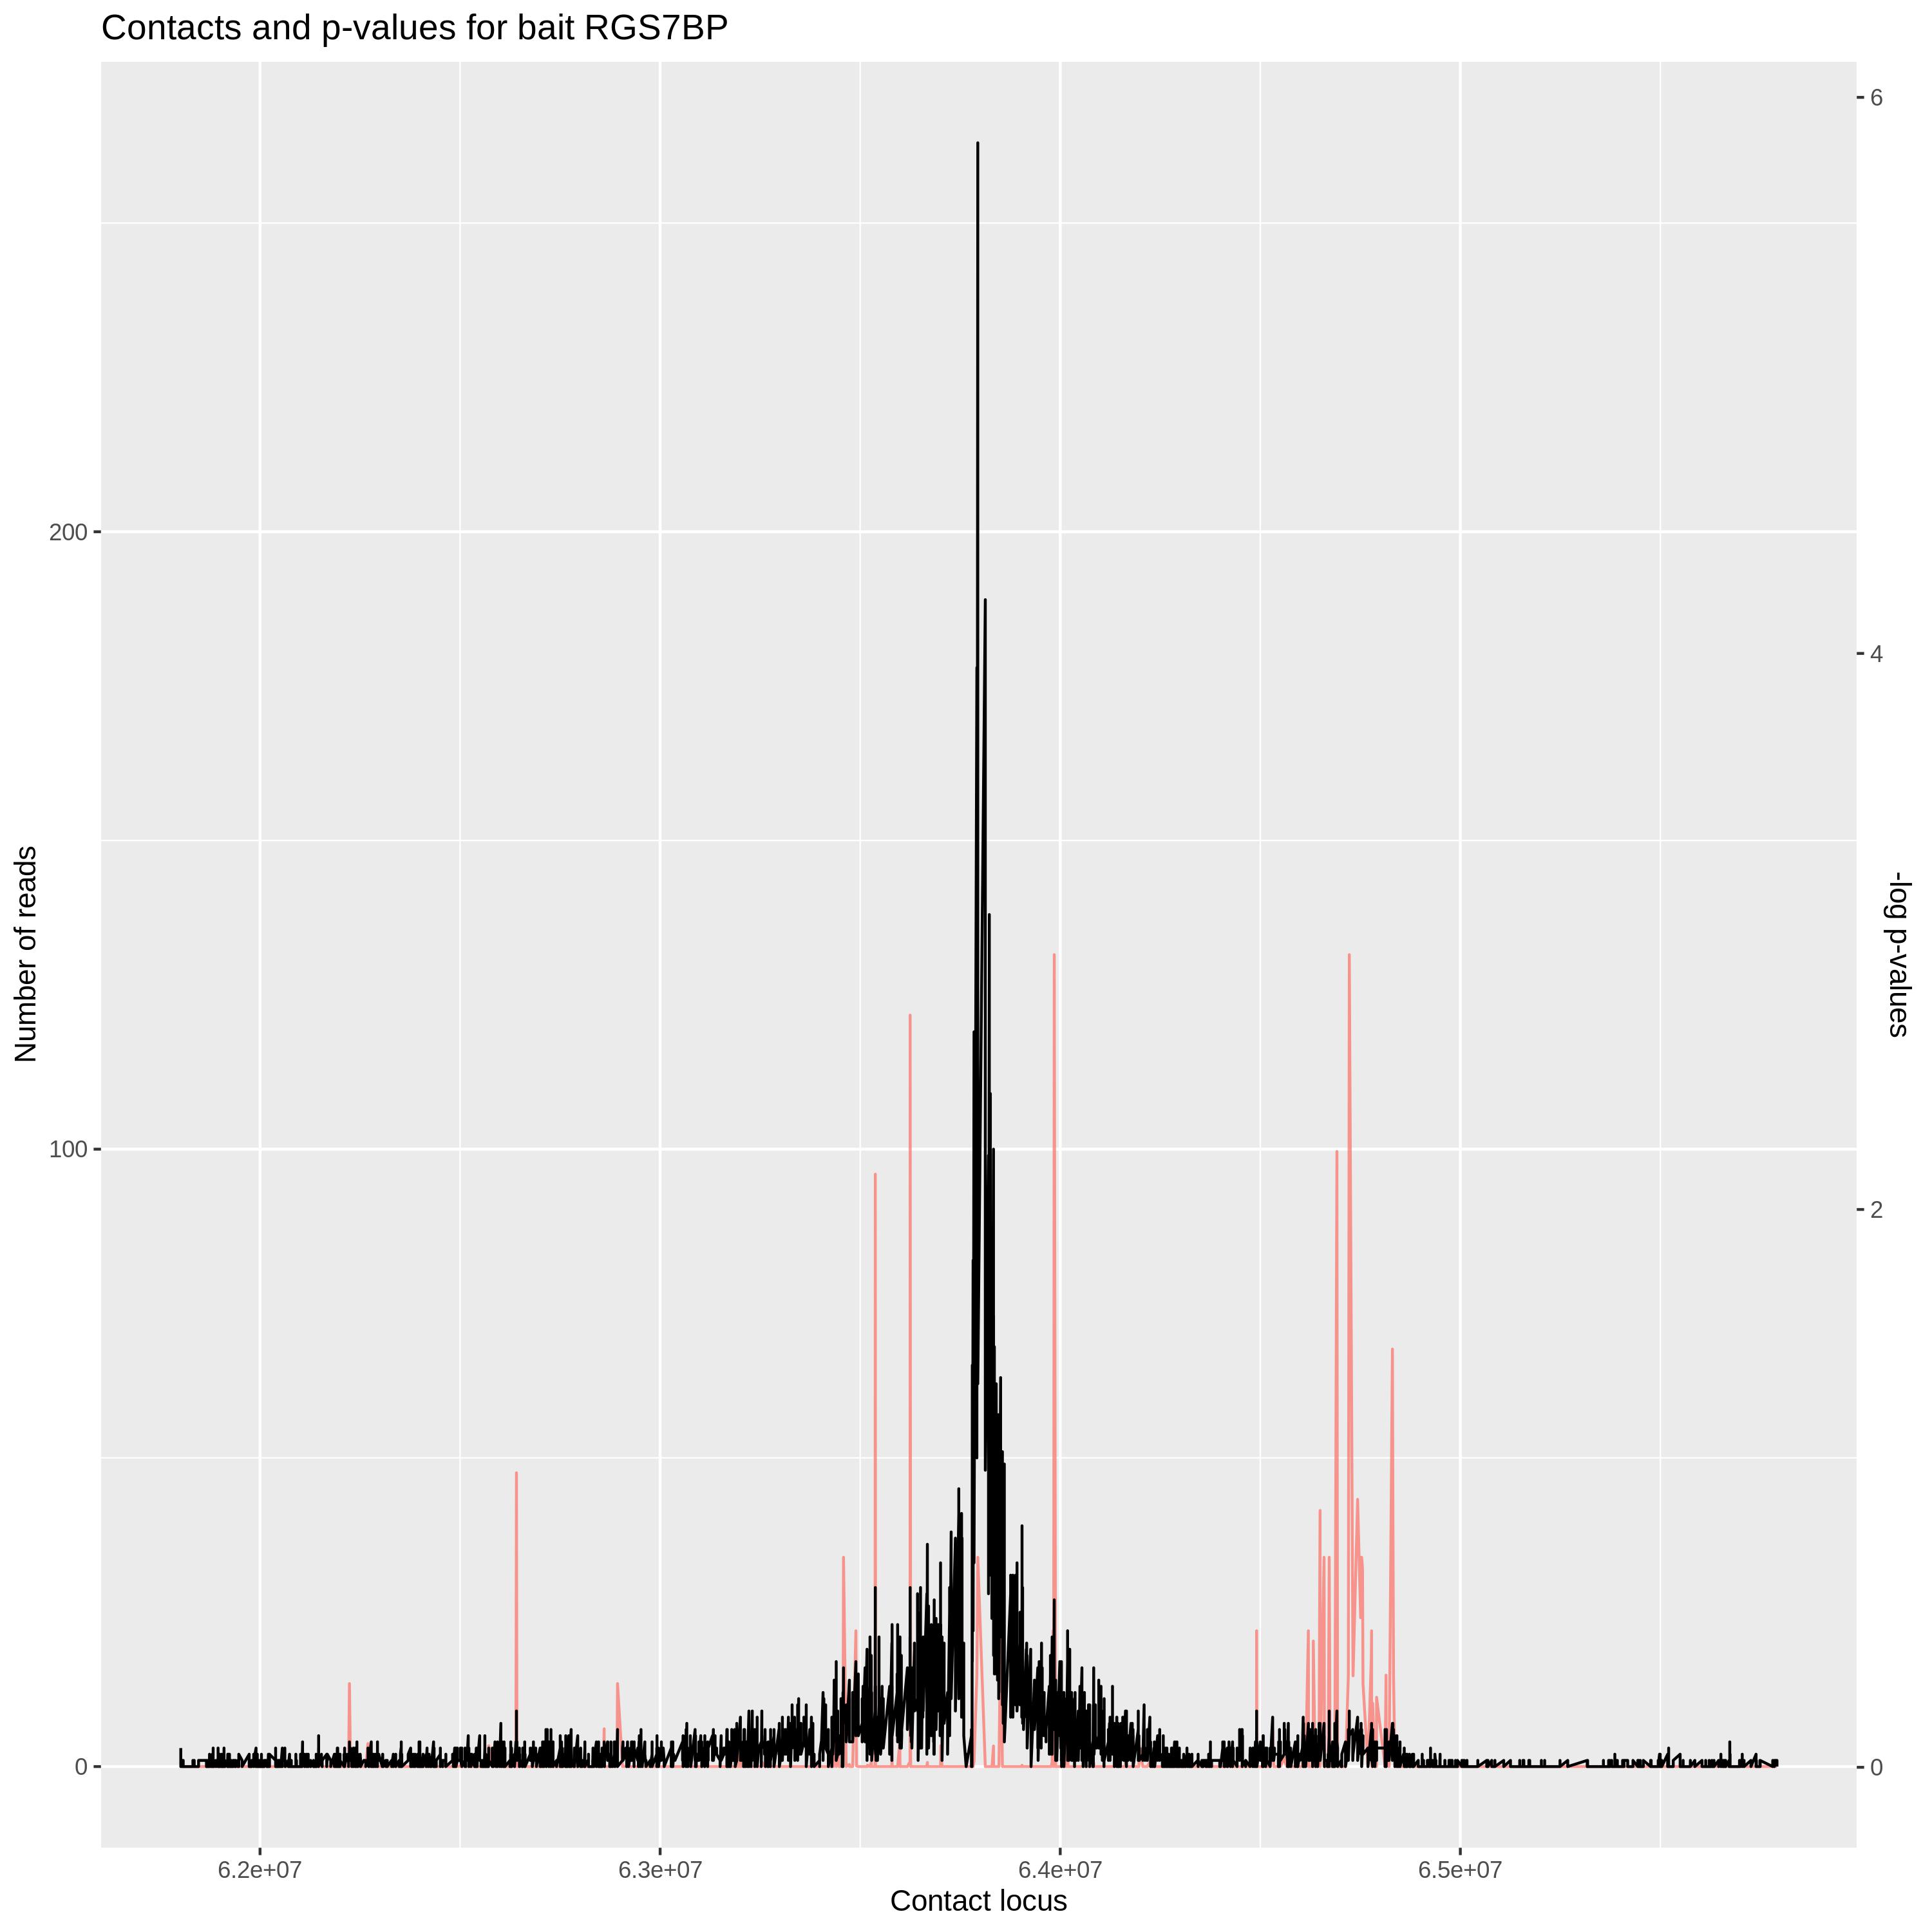 Contacts and p-values for bait RGS7BP
6
200
4
Number of reads
-log p-values
100
2
0
0
6.2e+07
6.3e+07
6.4e+07
6.5e+07
Contact locus